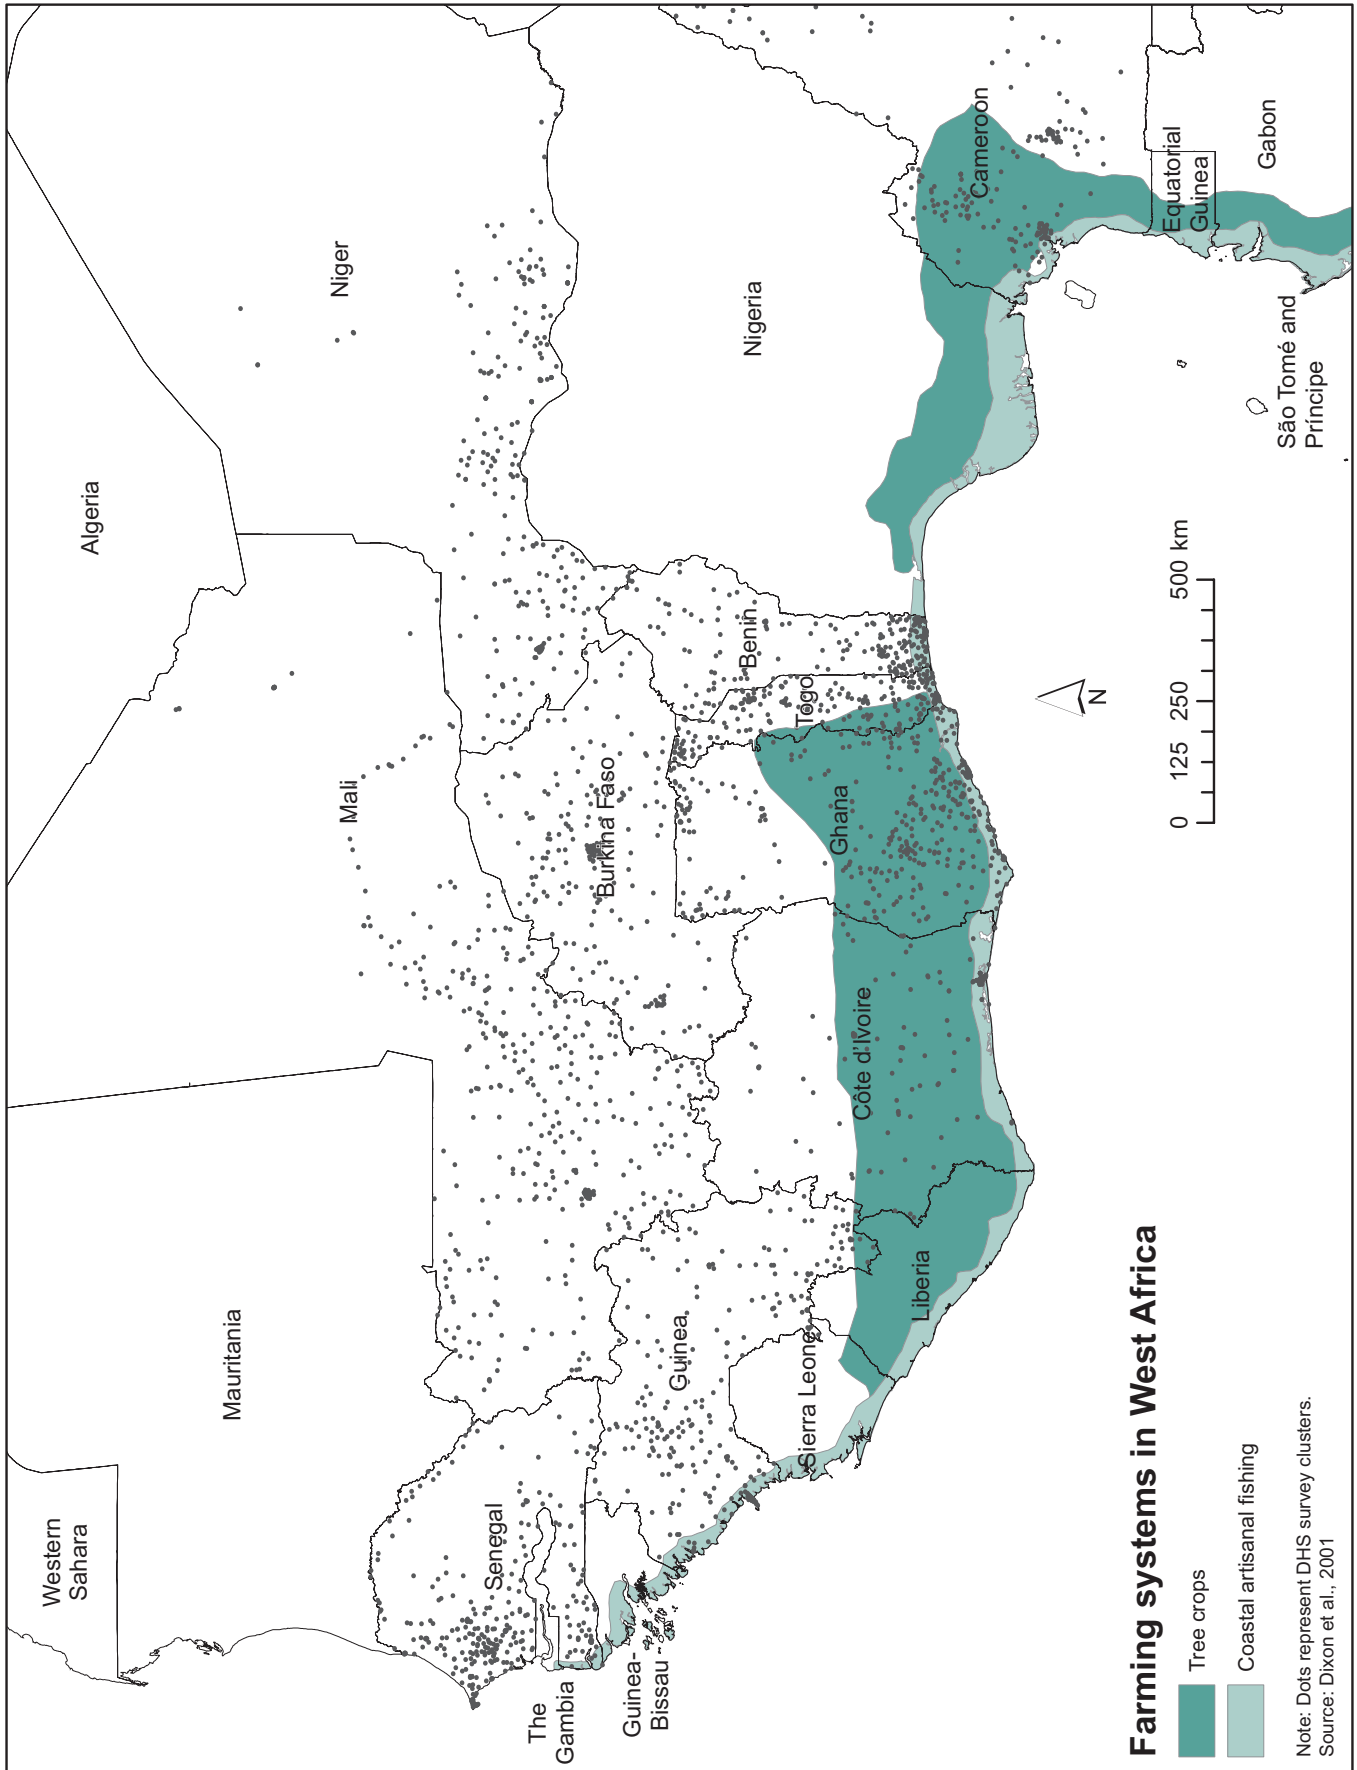 Western
Sahara
Mauritania
Algeria
Mali
Niger
Senegal
The
Gambia
Guinea-
Bissau
Guinea
Sierra Leone
Liberia
Côte d'Ivoire
Burkina Faso
Ghana
Togo
Benin
Nigeria
Cameroon
Equatorial
Guinea
Gabon
São Tomé and
Príncipe
N
0 125 250 500 km
Farming systems in West Africa
Tree crops
Coastal artisanal fishing
Note: Dots represent DHS survey clusters.
Source: Dixon et al., 2001